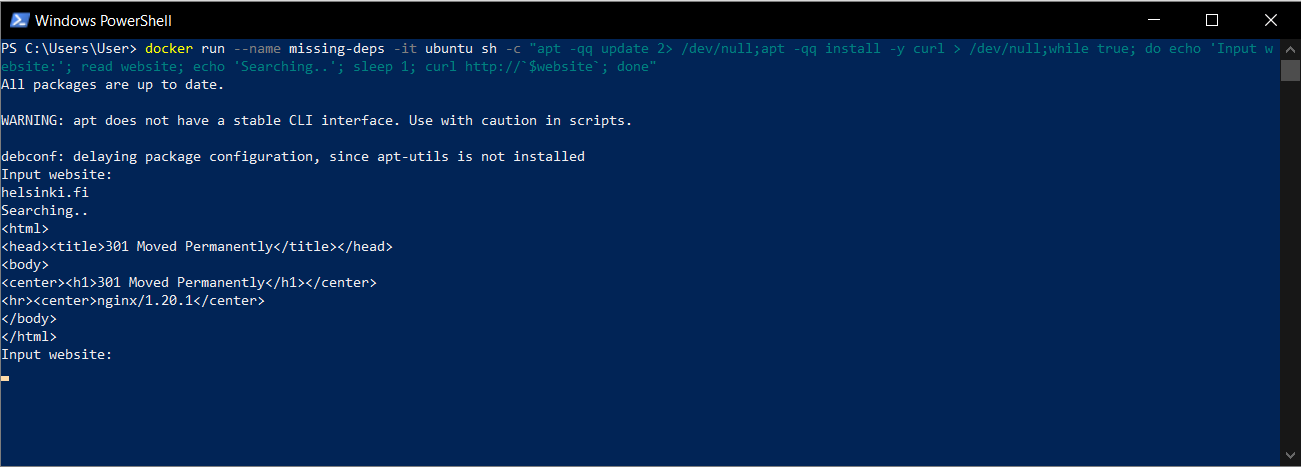 Windows PowerShell
PS C:\Users\User> docker run --name missing-deps -it ubuntu sh -c "apt -qq update 2> /dev/null;apt -qq install -y curl > /dev/null;while true; do echo 'Input w
ebsite:'; read website; echo 'Searching..'; sleep 1; curl http://`$website`; done"
All packages are up to date.
WARNING: apt does not have a stable CLI interface. Use with caution in scripts.
debconf: delaying package configuration, since apt-utils is not installed
Input website:
helsinki.fi
Searching..
<html>
<head><title>301 Moved Permanently</title></head>
<body>
<center><h1>301 Moved Permanently</h1></center>
<hr><center>nginx/1.20.1</center>
</body>
</html>
Input website: